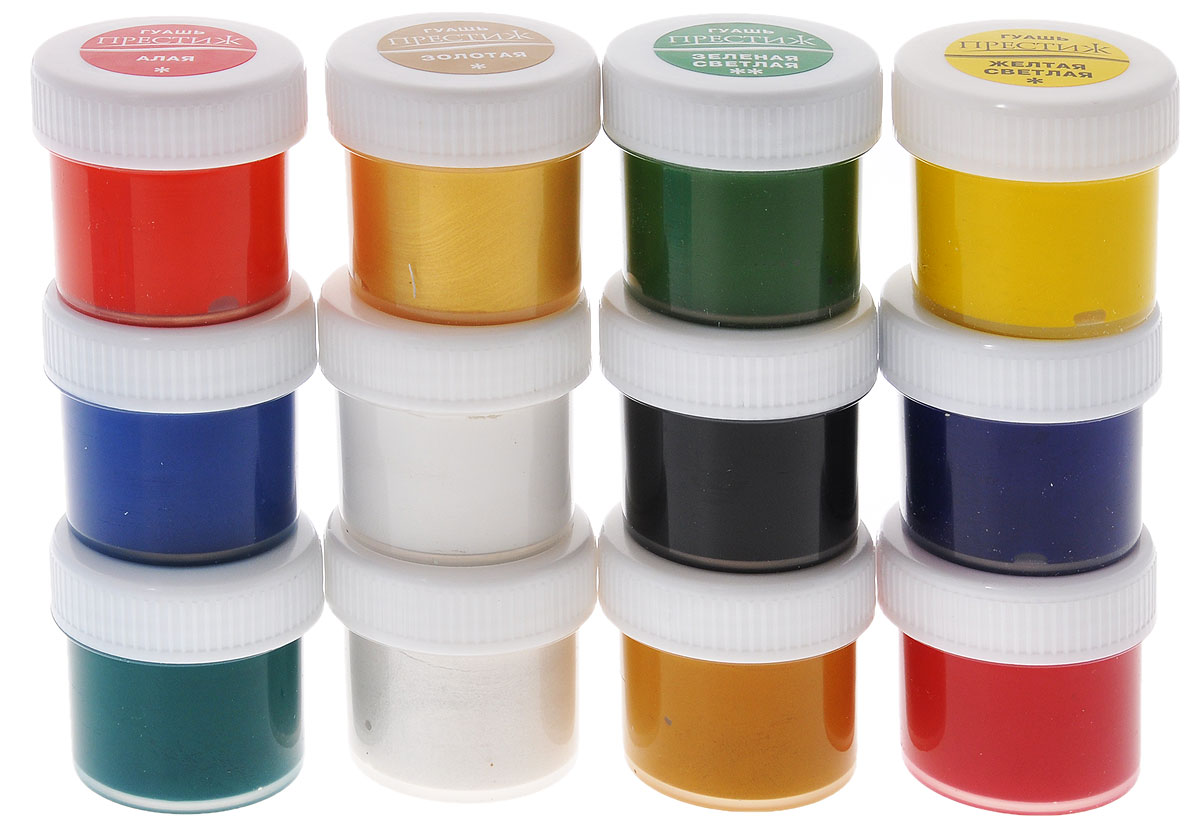 ГУАШЬ
ПРЕСТИЖ
АЛАЯ
*
ГУАШЬ
ПРЕСТИЖ
ЗОЛОТАЯ
*
ГУАШЬ
ПРЕСТИЖ
ЗЕЛЕНАЯ
СВЕТЛАЯ
**
ГУАШЬ
ПРЕСТИЖ
ЖЕЛТАЯ
СВЕТЛАЯ
*